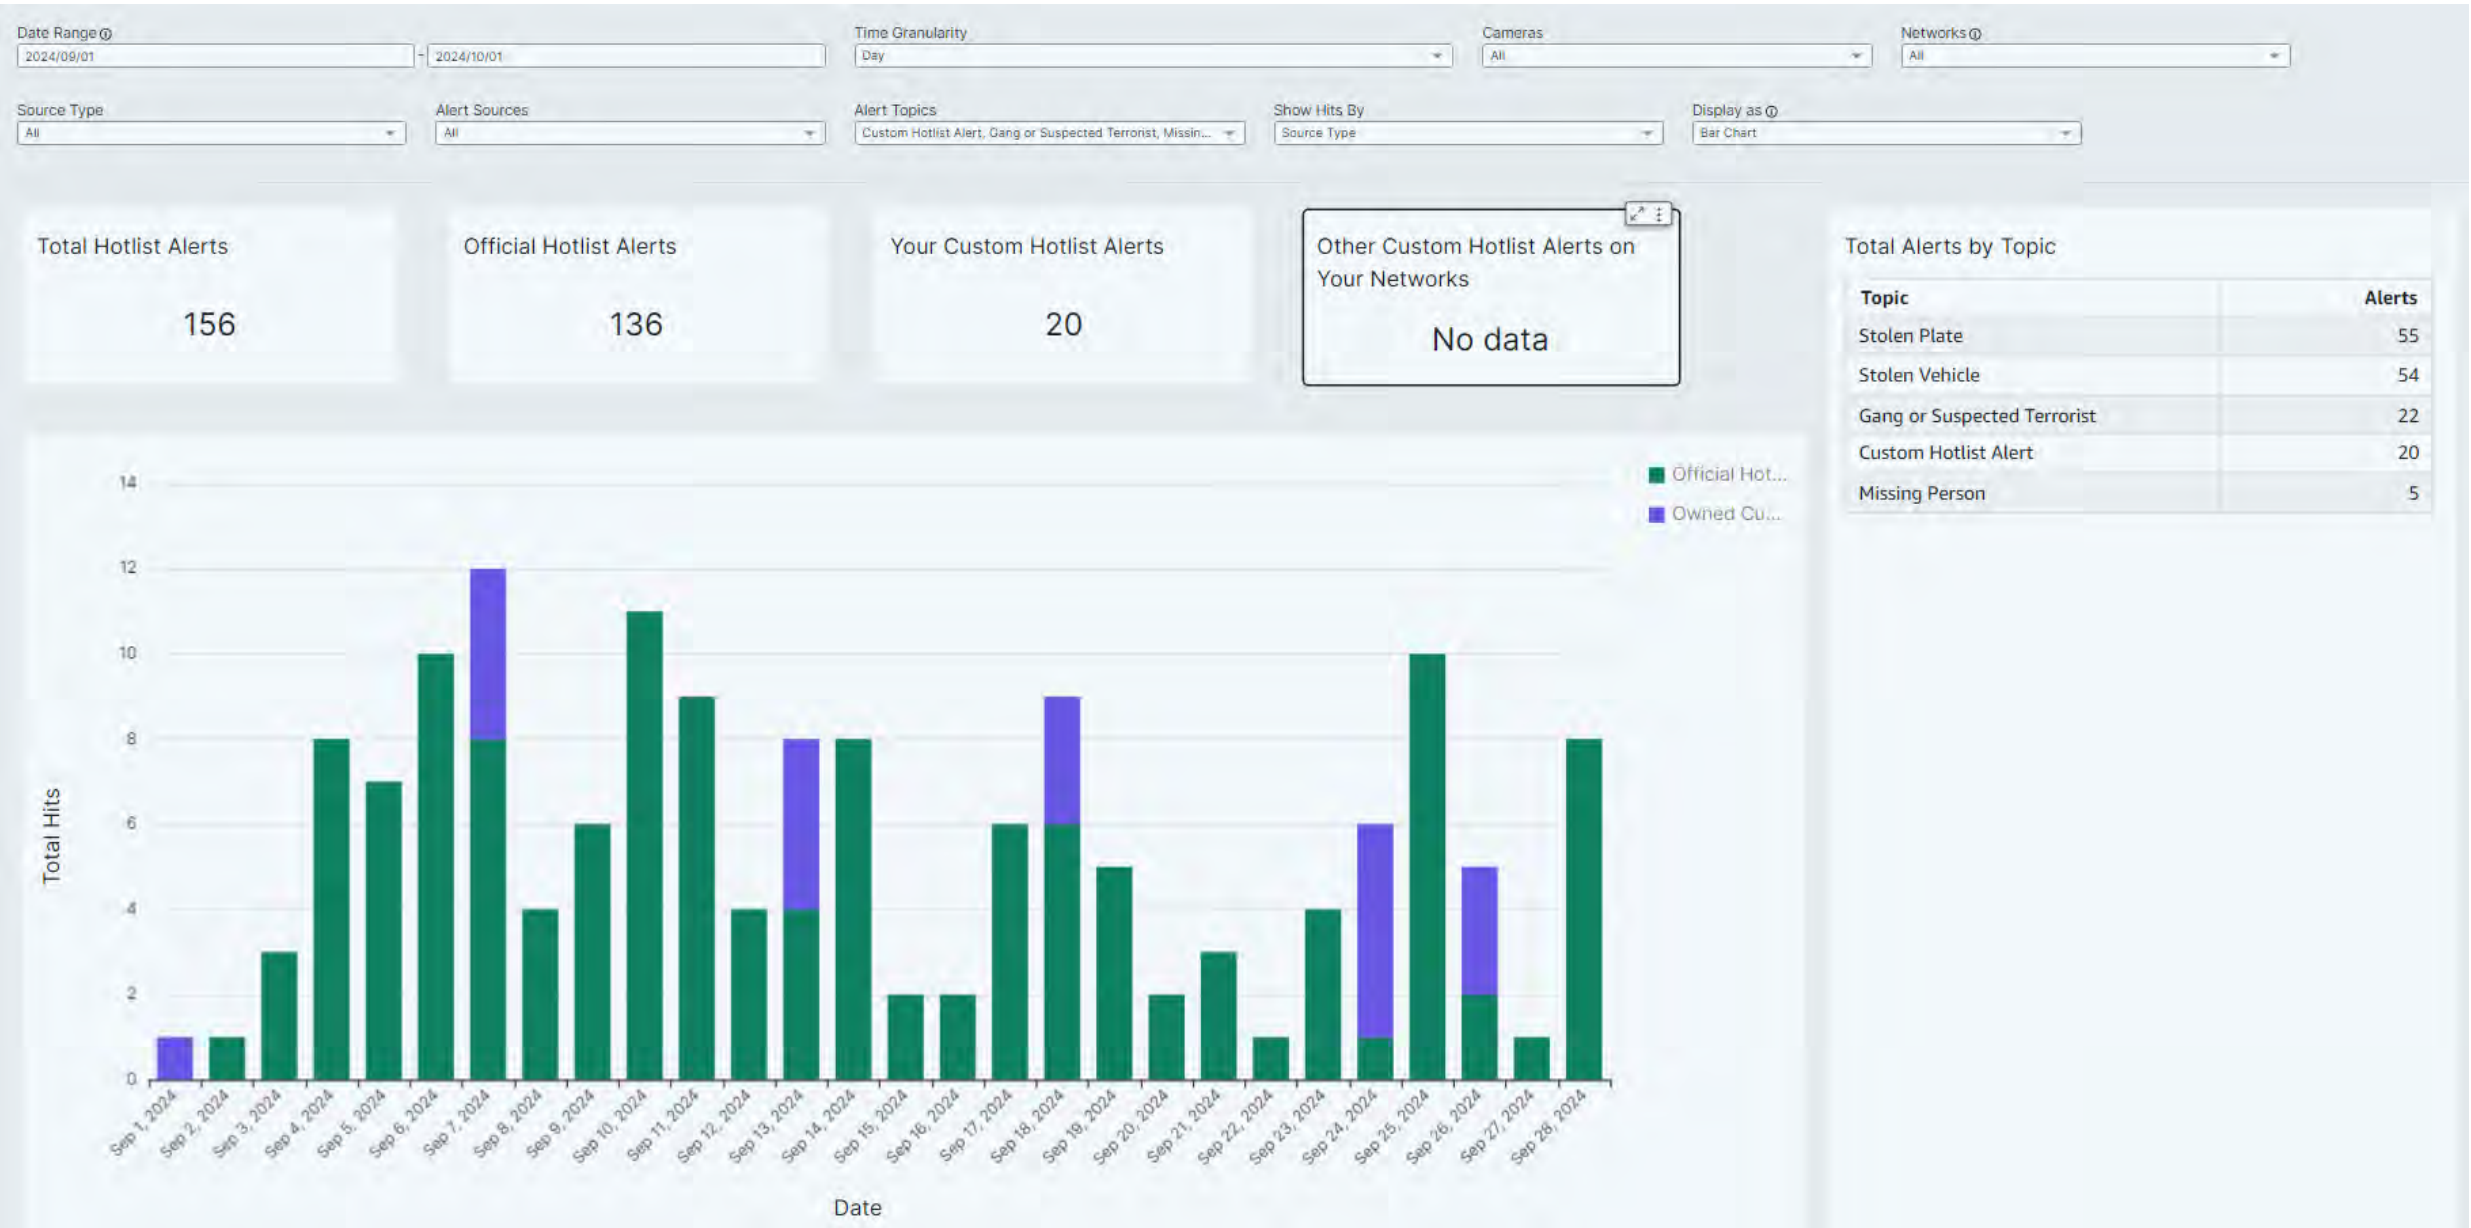 Date Range
Time Granularity
Cameras
Networks
2024/09/01 - 2024/10/01
Day
All
All
Source Type
Alert Sources
Alert Topics
Show Hits By
Display as
All
All
Custom Hotlist Alert, Gang or Suspected Terrorist, Missin...
Source Type
Bar Chart
Total Hotlist Alerts
156
Official Hotlist Alerts
136
Your Custom Hotlist Alerts
20
Other Custom Hotlist Alerts on
Your Networks
No data
Total Alerts by Topic
Topic Alerts
Stolen Plate 55
Stolen Vehicle 54
Gang or Suspected Terrorist 22
Custom Hotlist Alert 20
Missing Person 5
Official Hot...
Owned Cu...
Total Hits
14
12
10
8
6
4
2
0
Sep 1, 2024
Sep 2, 2024
Sep 3, 2024
Sep 4, 2024
Sep 5, 2024
Sep 6, 2024
Sep 7, 2024
Sep 8, 2024
Sep 9, 2024
Sep 10, 2024
Sep 11, 2024
Sep 12, 2024
Sep 13, 2024
Sep 14, 2024
Sep 15, 2024
Sep 16, 2024
Sep 17, 2024
Sep 18, 2024
Sep 19, 2024
Sep 20, 2024
Sep 21, 2024
Sep 22, 2024
Sep 23, 2024
Sep 24, 2024
Sep 25, 2024
Sep 26, 2024
Sep 27, 2024
Sep 28, 2024
Date